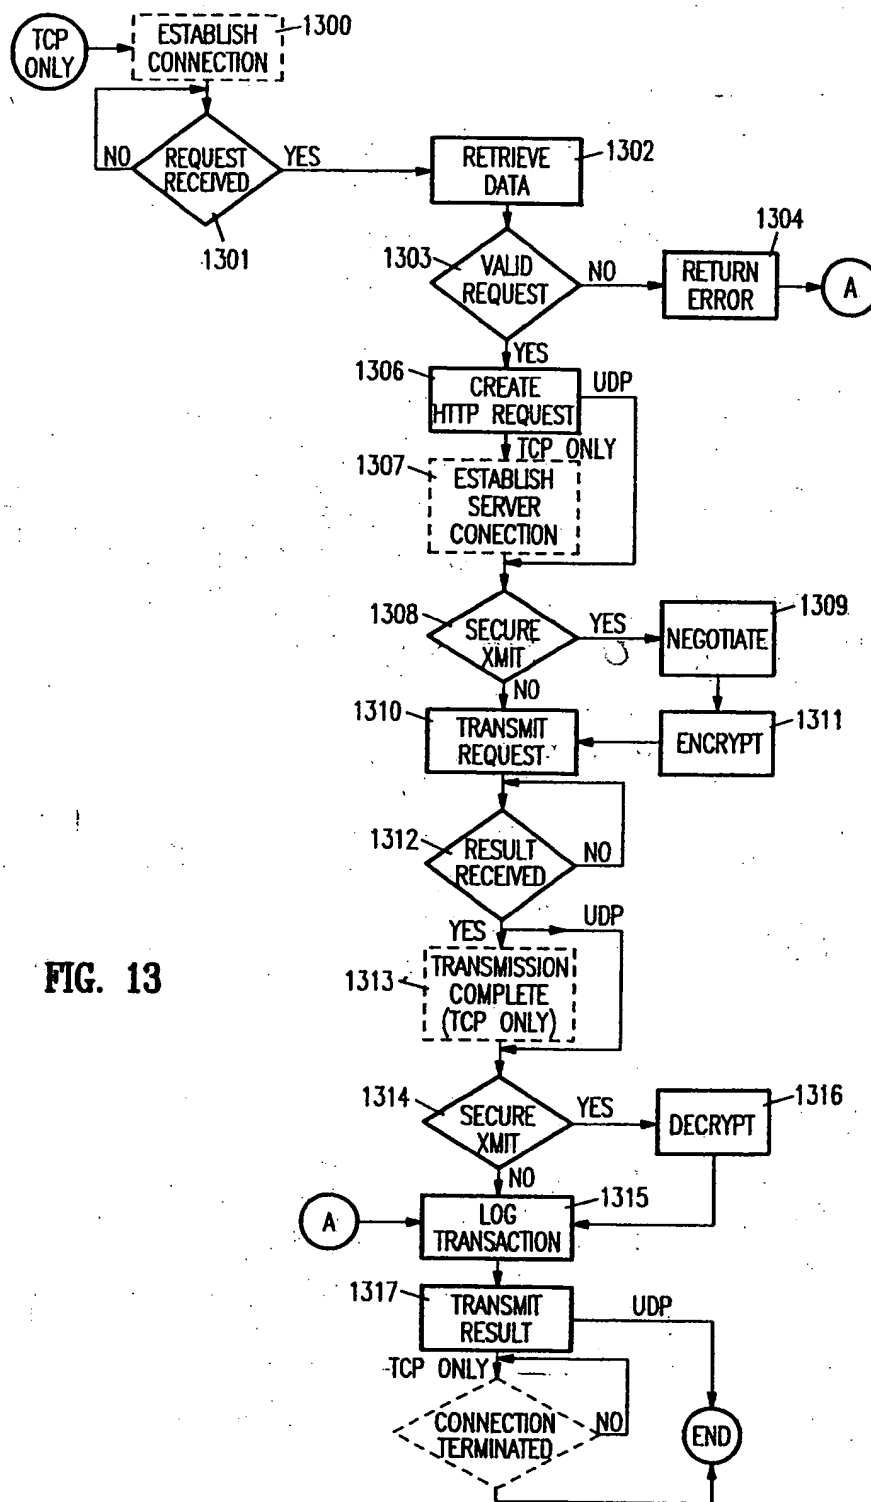 TCP
ONLY
ESTABLISH
CONNECTION
1300
NO
REQUEST
RECEIVED
YES
1301
RETRIEVE
DATA
1302
1303
VALID
REQUEST
NO
1304
RETURN
ERROR
A
YES
1306
CREATE
HTTP REQUEST
UDP
TCP ONLY
1307
ESTABLISH
SERVER
CONECTION
1308
SECURE
XMIT
YES
1309
NEGOTIATE
NO
1310
TRANSMIT
REQUEST
1311
ENCRYPT
1312
RESULT
RECEIVED
NO
YES
UDP
FIG. 13
1313
TRANSMISSION
COMPLETE
(TCP ONLY)
1314
SECURE
XMIT
YES
1316
DECRYPT
NO
A
LOG
TRANSACTION
1315
1317
TRANSMIT
RESULT
UDP
TCP ONLY
CONNECTION
TERMINATED
NO
END